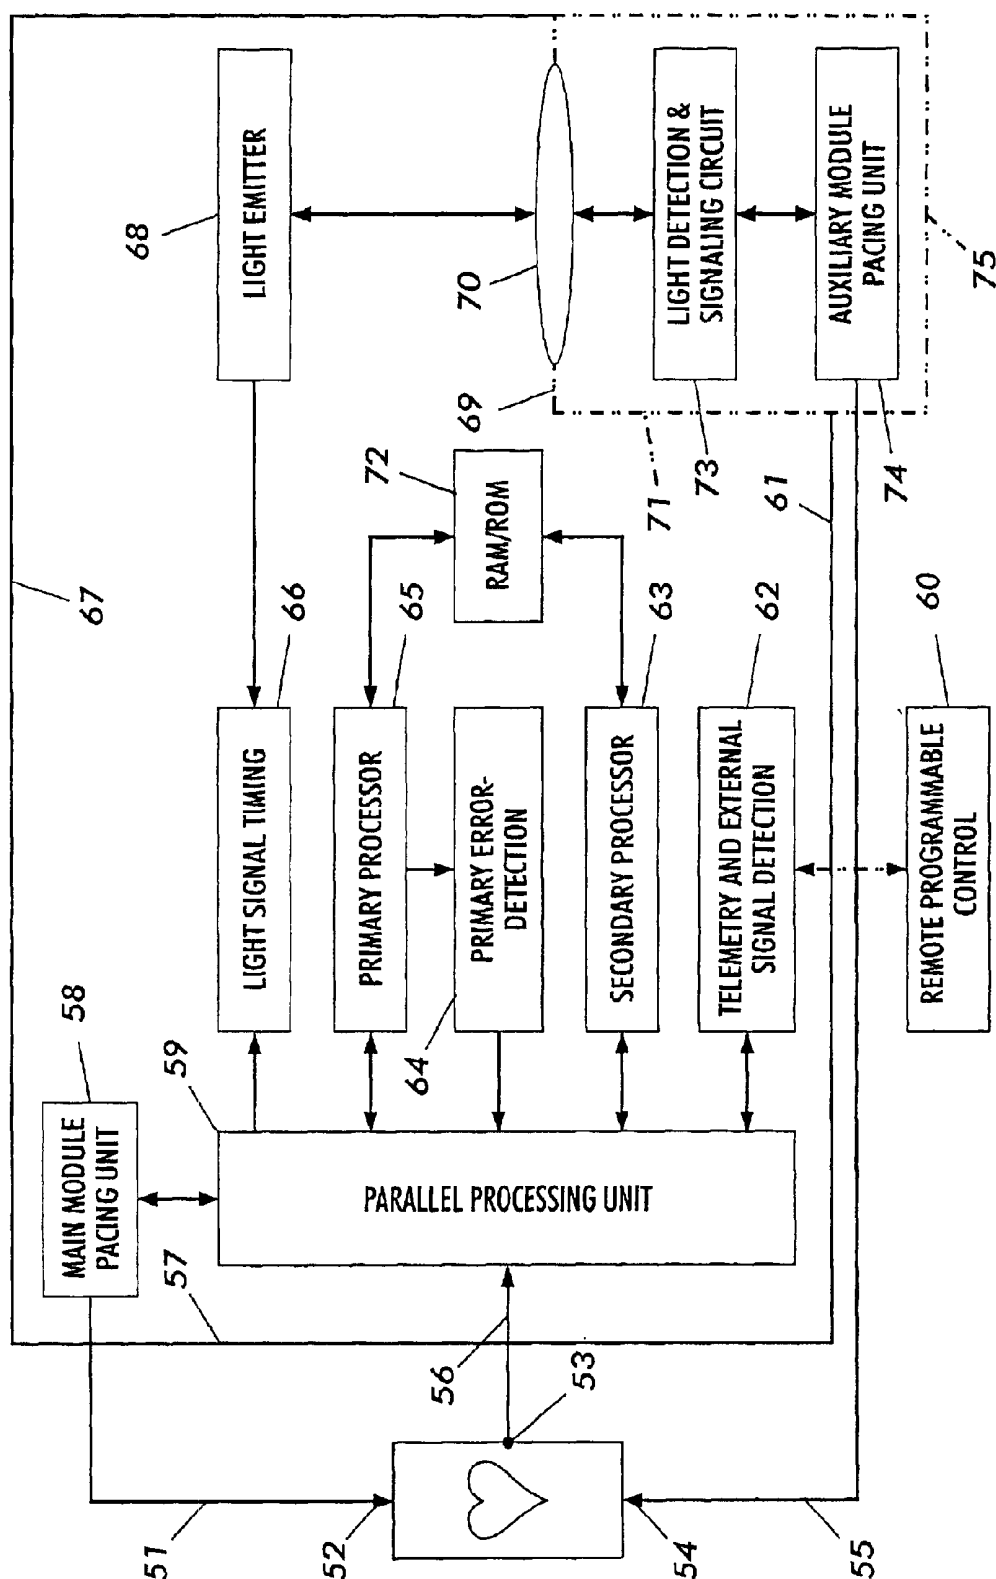 67
68
LIGHT EMITTER
70
69
LIGHT DETECTION &
SIGNALING CIRCUIT
73
AUXILIARY MODULE
PACING UNIT
74
75
71
61
72
RAM/ROM
66
LIGHT SIGNAL TIMING
65
PRIMARY PROCESSOR
64
PRIMARY ERROR-
DETECTION
63
SECONDARY PROCESSOR
62
TELEMETRY AND EXTERNAL
SIGNAL DETECTION
60
REMOTE PROGRAMMABLE
CONTROL
58
MAIN MODULE
PACING UNIT
59
PARALLEL PROCESSING UNIT
57
56
53
51
52
54
55